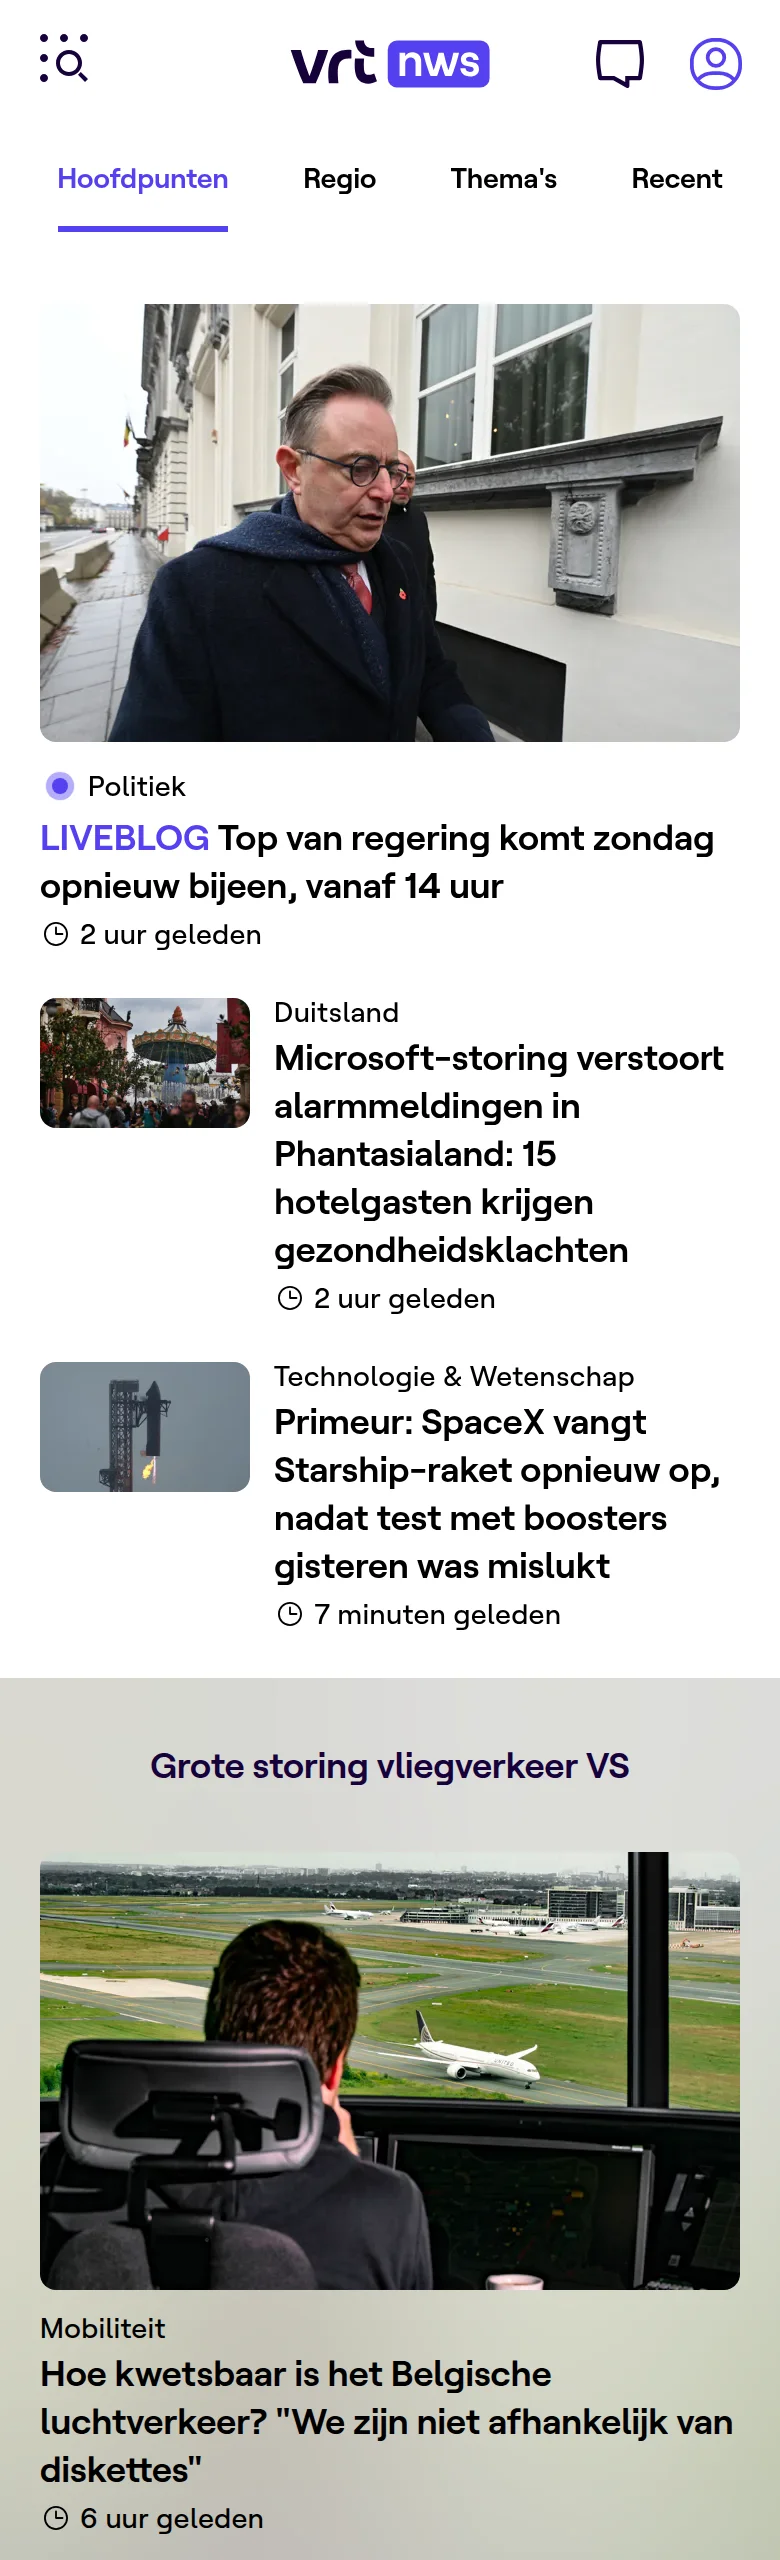 vrt nws
Hoofdpunten Regio Thema's Recent
Politiek
LIVEBLOG Top van regering komt zondag
opnieuw bijeen, vanaf 14 uur
2 uur geleden
Duitsland
Microsoft-storing verstoort
alarmmeldingen in
Phantasialand: 15
hotelgasten krijgen
gezondheidsklachten
2 uur geleden
Technologie & Wetenschap
Primeur: SpaceX vangt
Starship-raket opnieuw op,
nadat test met boosters
gisteren was mislukt
7 minuten geleden
Grote storing vliegverkeer VS
UNITED
Mobiliteit
Hoe kwetsbaar is het Belgische
luchtverkeer? "We zijn niet afhankelijk van
diskettes"
6 uur geleden